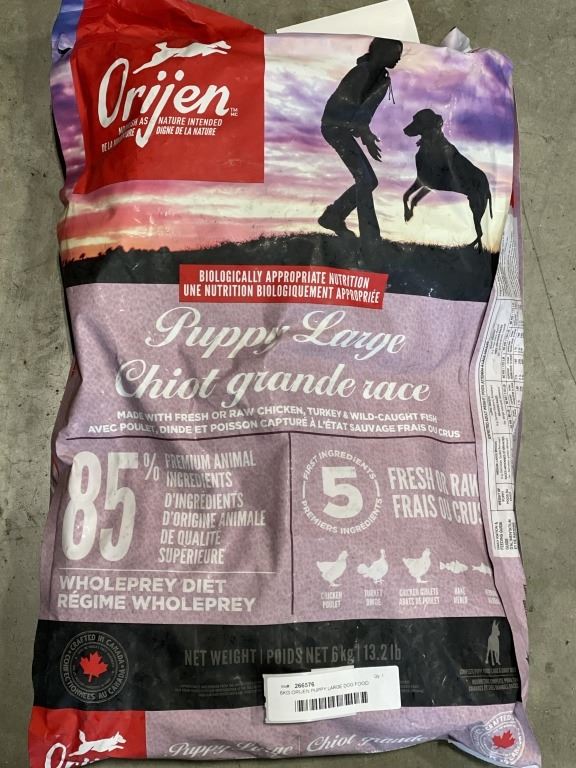 Orijen
AS NATURE INTENDED
DIGNE DE LA NATURE
BIOLOGICALLY APPROPRIATE NUTRITION
UNE NUTRITION BIOLOGIQUEMENT APPROPRIÉE
Puppy Large
Chiot grande race
MADE WITH FRESH OR RAW CHICKEN, TURKEY & WILD-CAUGHT FISH
AVEC POULET, DINDE ET POISSON CAPTURÉ À L'ÉTAT SAUVAGE FRAIS OU CRUS
85%
PREMIUM ANIMAL
INGREDIENTS
D'INGRÉDIENTS
D'ORIGINE ANIMALE
DE QUALITÉ
SUPÉRIEURE
WHOLEPREY DIET
RÉGIME WHOLEPREY
FIRST INGREDIENTS
5
PREMIERS INGRÉDIENTS
FRESH OR RAW
FRAIS OU CRUS
CHICKEN
POULET
TURKEY
DINDE
CHICKEN GIBLETS
ABATS DE POULET
HAKE
MERLU
CRAFTED IN CANADA
NET WEIGHT | POIDS NET 6 kg | 13.2 lb
266576
6KG ORIJEN PUPPY LARGE DOG FOOD
Orijen
Puppy Large
Chiot grande